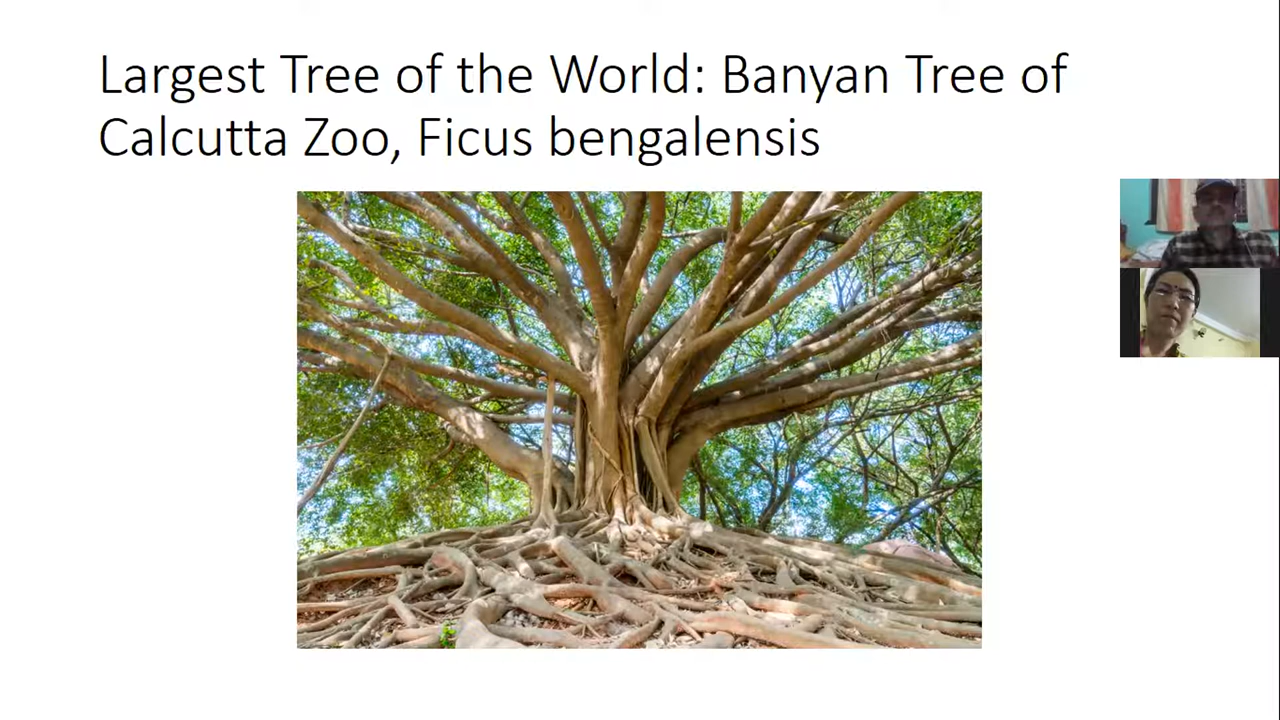 Largest Tree of the World: Banyan Tree of
Calcutta Zoo, Ficus bengalensis